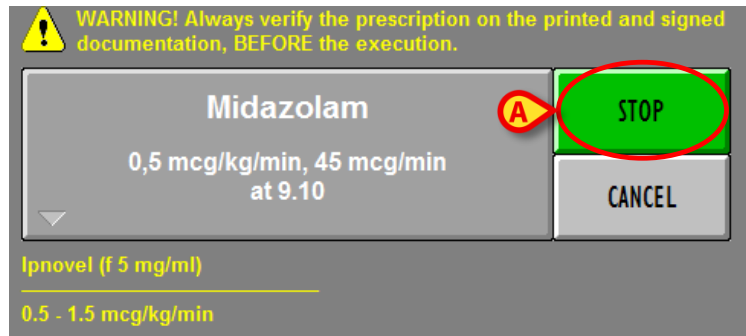 WARNING! Always verify the prescription on the printed and signed
documentation, BEFORE the execution.
Midazolam
A
STOP
0,5 mcg/kg/min, 45 mcg/min
at 9.10
CANCEL
Ipnovel (f 5 mg/ml)
0.5 - 1.5 mcg/kg/min